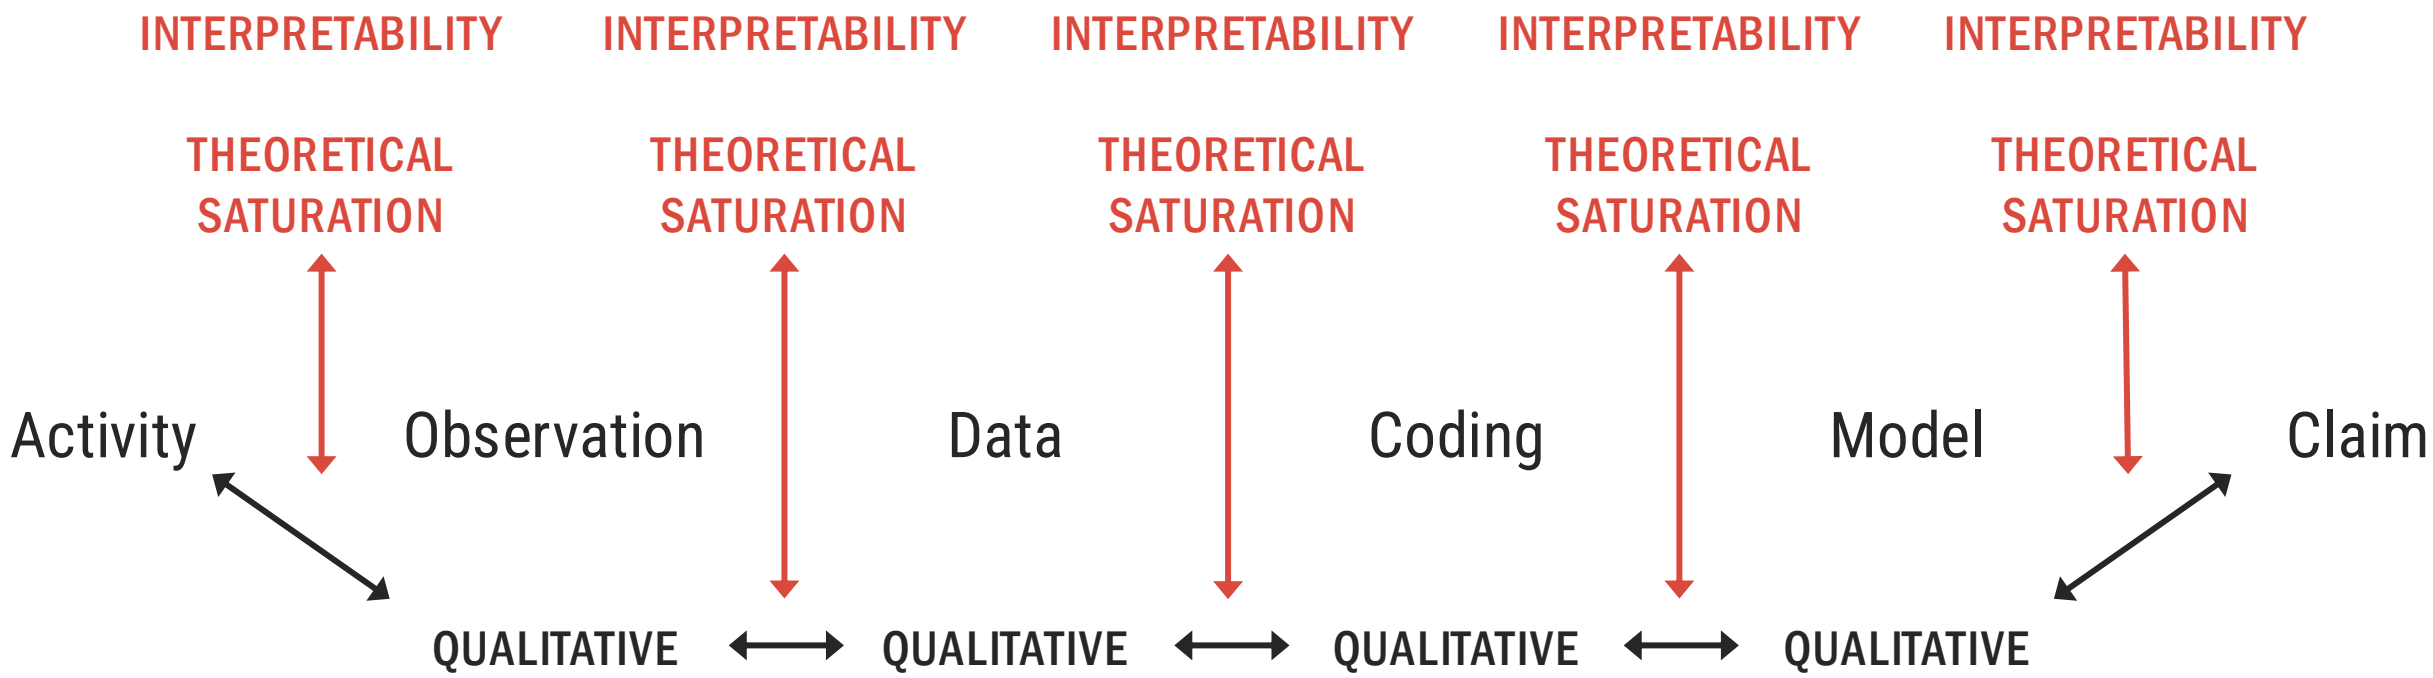 INTERPRETABILITY INTERPRETABILITY INTERPRETABILITY INTERPRETABILITY INTERPRETABILITY
THEORETICAL THEORETICAL THEORETICAL THEORETICAL THEORETICAL
SATURATION SATURATION SATURATION SATURATION SATURATION
Activity Observation Data Coding Model Claim
QUALITATIVE QUALITATIVE QUALITATIVE QUALITATIVE